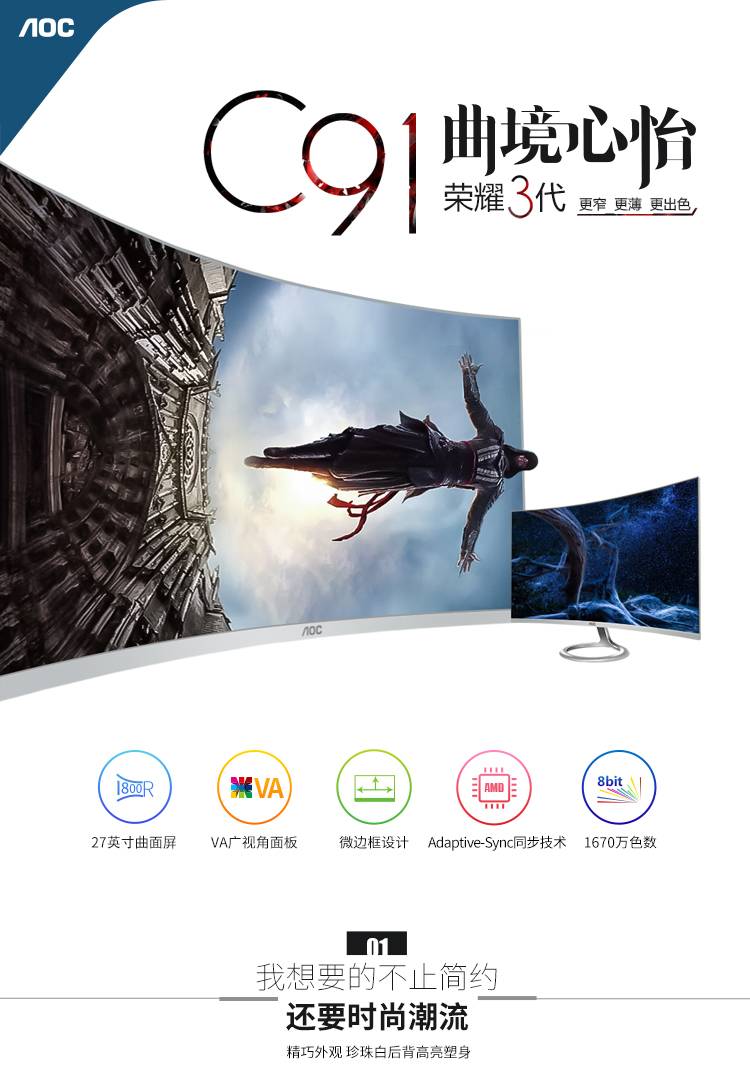 AOC
C91
曲境心怡
荣耀3代 更窄 更薄 更出色
AOC
1800R
VA
AMD
8bit
27英寸曲面屏
VA广视角面板
微边框设计
Adaptive-Sync同步技术
1670万色数
01
我想要的不止简约
还要时尚潮流
精巧外观 珍珠白后背高亮塑身